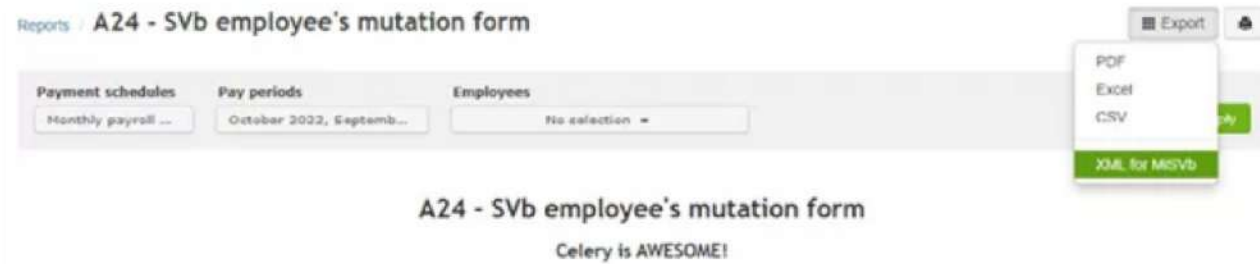 Reports / A24 - SVb employee's mutation form
Export
PDF
Excel
CSV
XML for MiSVb
Payment schedules Pay periods Employees
Monthly payroll ... October 2022, Septemb... No selection
A24 - SVb employee's mutation form
Celery is AWESOME!